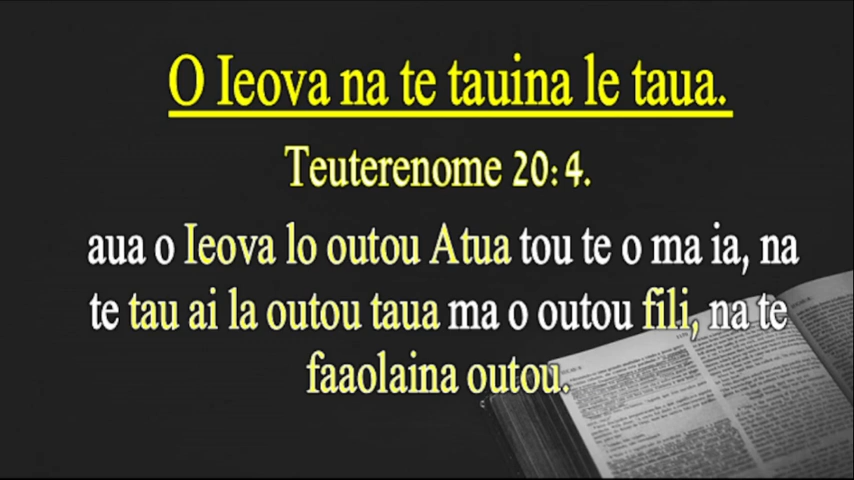 O Ieova na te tauina le taua.
Teuterenome 20:4.
aua o Ieova lo outou Atua tou te o ma ia, na
te tau ai la outou taua ma o outou fili, na te
faaolaina outou.